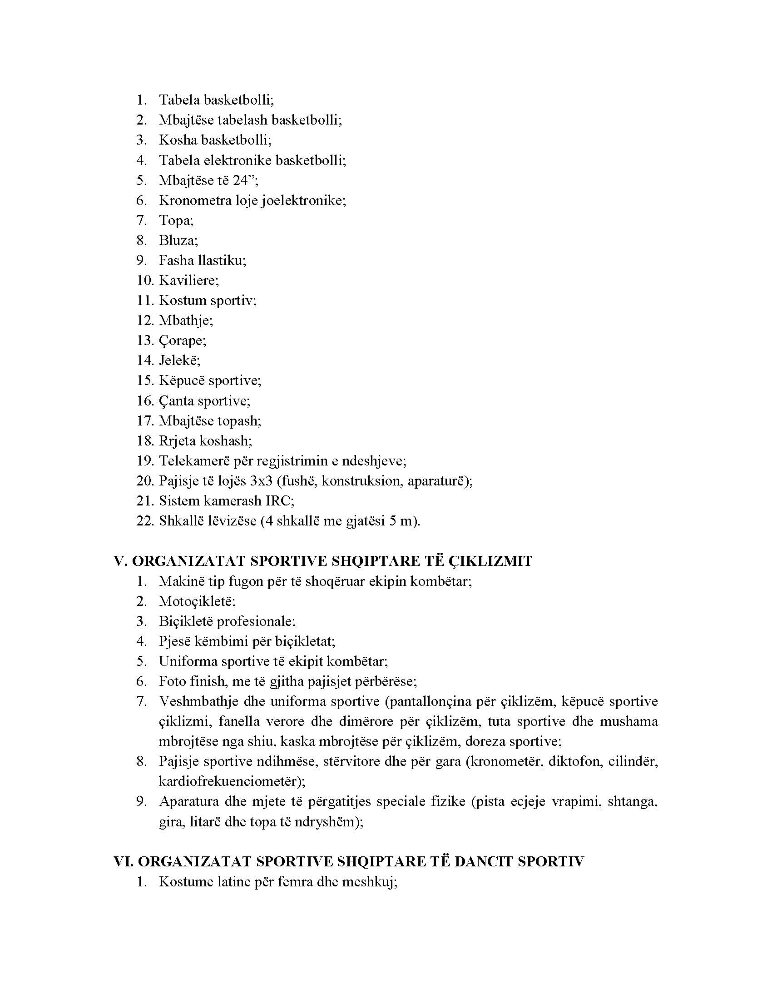 1. Tabela basketbolli;
2. Mbajtëse tabelash basketbolli;
3. Kosha basketbolli;
4. Tabela elektronike basketbolli;
5. Mbajtëse të 24”;
6. Kronometra loje joelektronike;
7. Topa;
8. Bluza;
9. Fasha llastiku;
10. Kaviliere;
11. Kostum sportiv;
12. Mbathje;
13. Çorape;
14. Jelekë;
15. Këpucë sportive;
16. Çanta sportive;
17. Mbajtëse topash;
18. Rrjeta koshash;
19. Telekamerë për regjistrimin e ndeshjeve;
20. Pajisje të lojës 3x3 (fushë, konstruksion, aparaturë);
21. Sistem kamerash IRC;
22. Shkallë lëvizëse (4 shkallë me gjatësi 5 m).
V. ORGANIZATAT SPORTIVE SHQIPTARE TË ÇIKLIZMIT
1. Makinë tip fugon për të shoqëruar ekipin kombëtar;
2. Motoçikletë;
3. Biçikletë profesionale;
4. Pjesë këmbimi për biçikletat;
5. Uniforma sportive të ekipit kombëtar;
6. Foto finish, me të gjitha pajisjet përbërëse;
7. Veshmbathje dhe uniforma sportive (pantallonçina për çiklizëm, këpucë sportive
çiklizmi, fanella verore dhe dimërore për çiklizëm, tuta sportive dhe mushama
mbrojtëse nga shiu, kaska mbrojtëse për çiklizëm, doreza sportive;
8. Pajisje sportive ndihmëse, stërvitore dhe për gara (kronometër, diktofon, cilindër,
kardiofrekuenciometër);
9. Aparatura dhe mjete të përgatitjes speciale fizike (pista ecjeje vrapimi, shtanga,
gira, litarë dhe topa të ndryshëm);
VI. ORGANIZATAT SPORTIVE SHQIPTARE TË DANCIT SPORTIV
1. Kostume latine për femra dhe meshkuj;